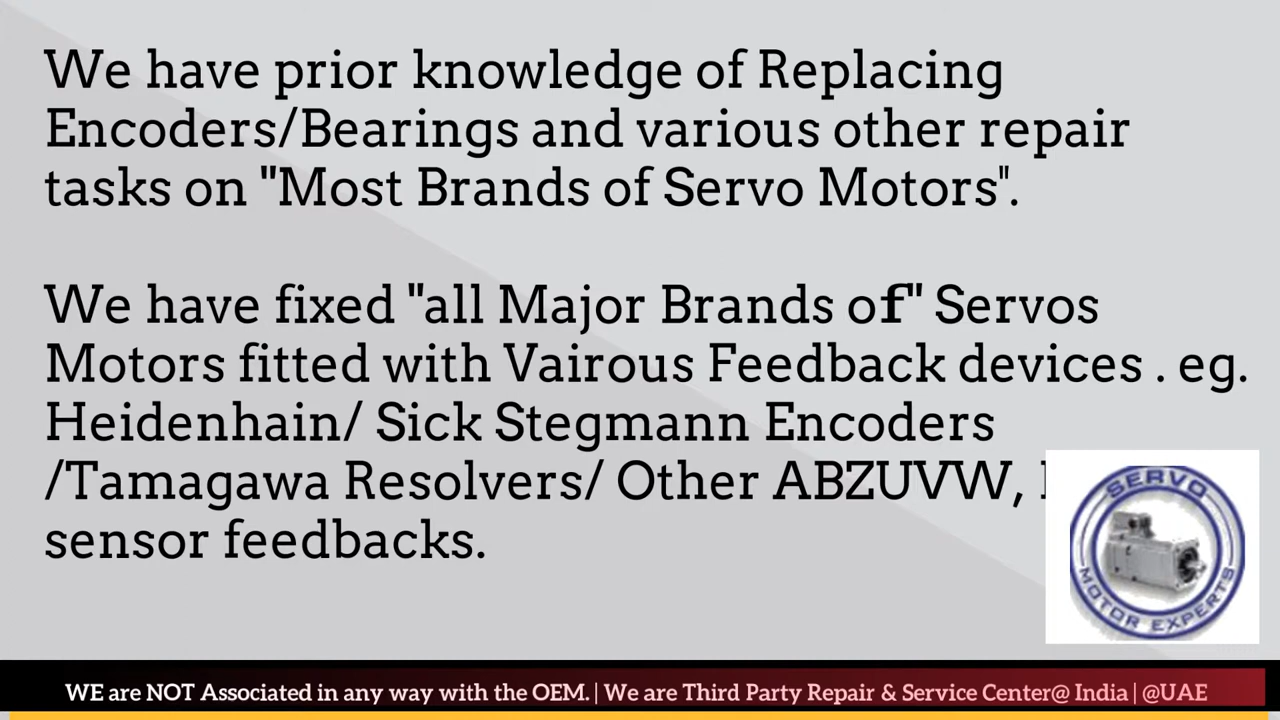 We have prior knowledge of Replacing
Encoders/Bearings and various other repair
tasks on "Most Brands of Servo Motors".
We have fixed "all Major Brands of" Servos
Motors fitted with Vairous Feedback devices . eg.
Heidenhain/ Sick Stegmann Encoders
/Tamagawa Resolvers/ Other ABZUVW,
sensor feedbacks.
SERVO
MOTOR EXPERTS
WE are NOT Associated in any way with the OEM. | We are Third Party Repair & Service Center@ India | @UAE